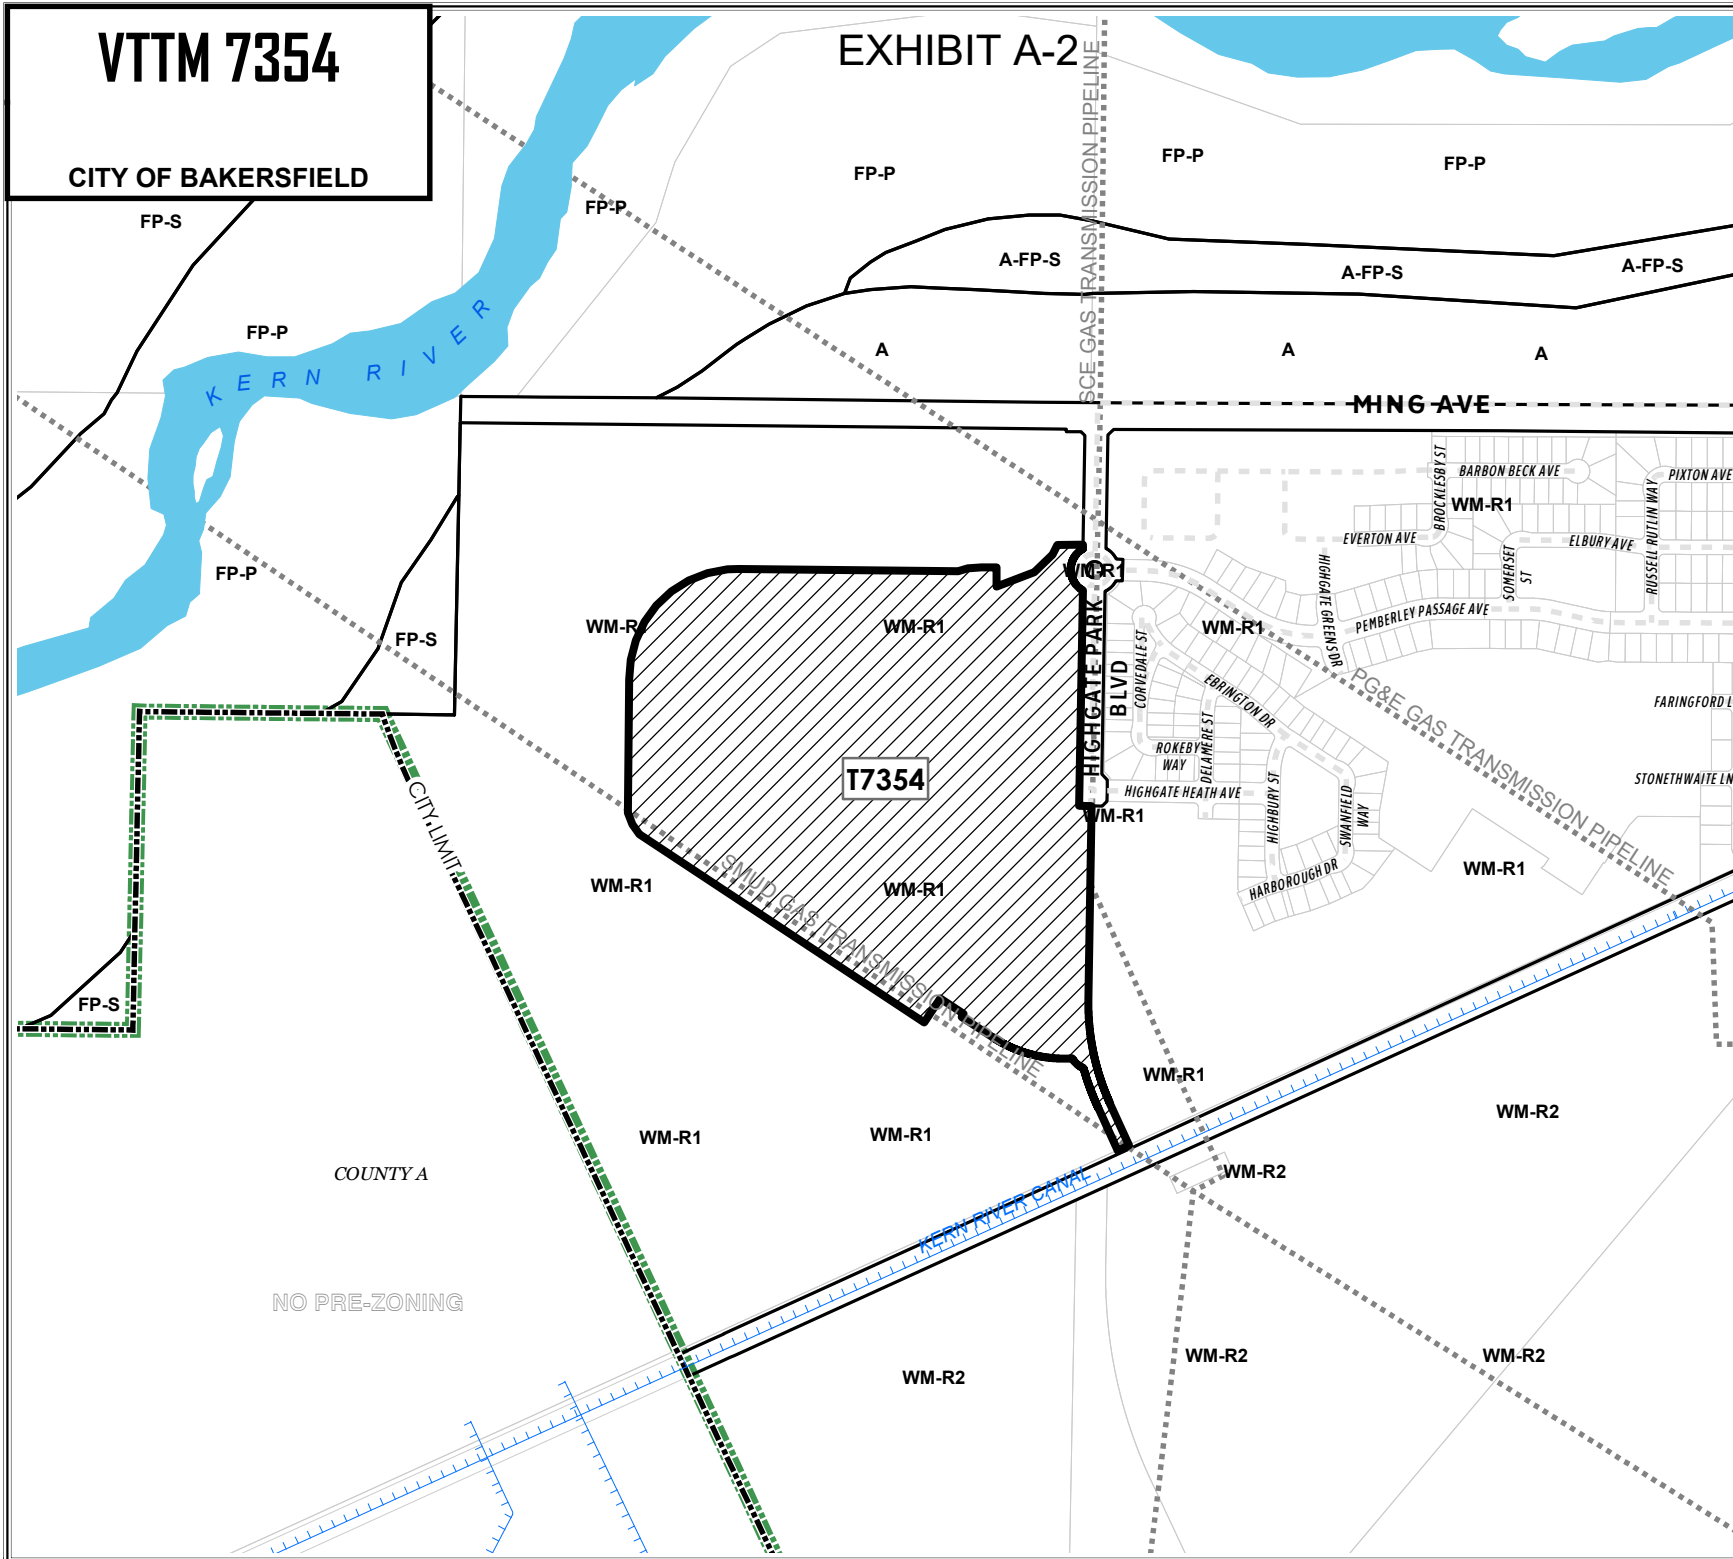 VTTM 7354
CITY OF BAKERSFIELD
EXHIBIT A-2
SCE GAS TRANSMISSION PIPELINE
FP-P
FP-P
FP-P
FP-P
FP-S
A-FP-S
A-FP-S
A-FP-S
FP-P
KERN RIVER
A
A
A
MING AVE
BROCKLESBY ST
BARBON BECK AVE
PIXTON AVE
WM-R1
RUSSELL RUTLIN WAY
EVERTON AVE
ELBURY AVE
SOMERSET
ST
FP-P
WM-R1
HIGHGATE GREENS DR
PEMBERLEY PASSAGE AVE
FP-S
WM-R1
WM-R1
WM-R1
HIGHGATE PARK
BLVD
CORVEDALE ST
EBRINGTON DR
PG&E GAS TRANSMISSION PIPELINE
FARINGFORD L
DELAMERE ST
ROKEBY
WAY
T7354
HIGHGATE HEATH AVE
STONETHWAITE LN
HIGHBURY ST
SWANFIELD
WAY
WM-R1
CITY LIMIT
HARBOROUGH DR
WM-R1
SMUD GAS TRANSMISSION PIPELINE
WM-R1
WM-R1
FP-S
WM-R1
WM-R2
WM-R1
WM-R1
COUNTY A
WM-R2
KERN RIVER CANAL
NO PRE-ZONING
WM-R2
WM-R2
WM-R2